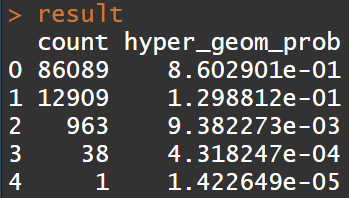 > result
count hyper_geom_prob
0 86089 8.602901e-01
1 12909 1.298812e-01
2 963 9.382273e-03
3 38 4.318247e-04
4 1 1.422649e-05